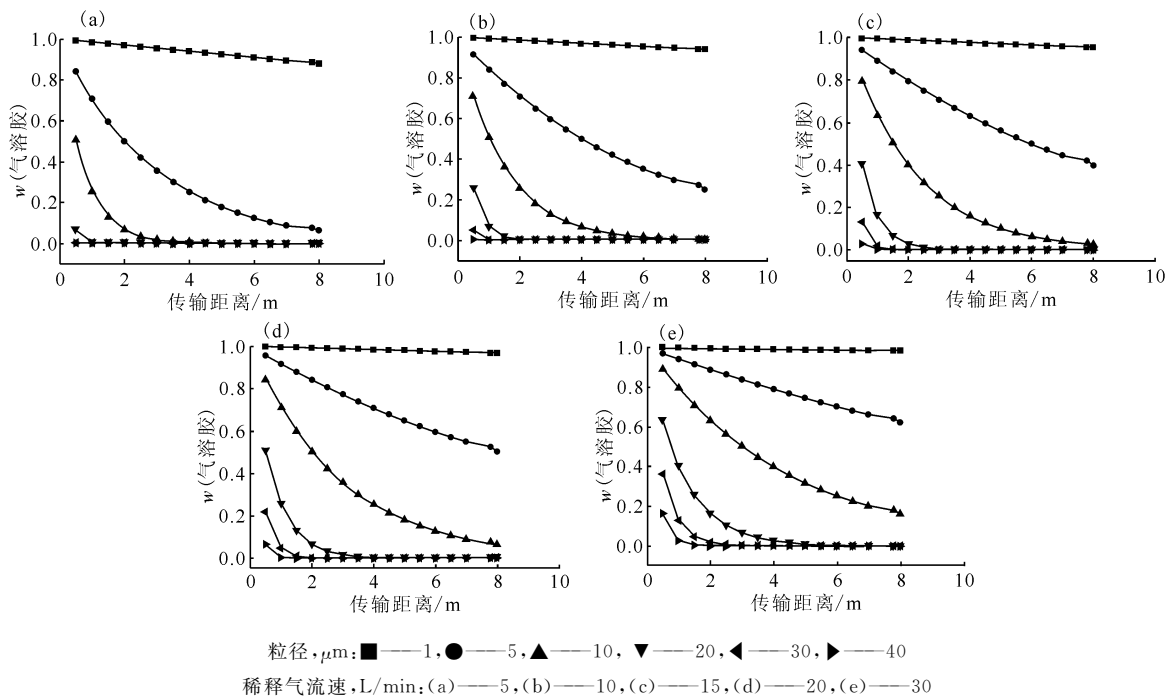 (a)
1.0
0.8
0.6
0.4
0.2
0.0
w(气溶胶)
0 2 4 6 8 10
传输距离/m
(b)
1.0
0.8
0.6
0.4
0.2
0.0
w(气溶胶)
0 2 4 6 8 10
传输距离/m
(c)
1.0
0.8
0.6
0.4
0.2
0.0
w(气溶胶)
0 2 4 6 8 10
传输距离/m
(d)
1.0
0.8
0.6
0.4
0.2
0.0
w(气溶胶)
0 2 4 6 8 10
传输距离/m
(e)
1.0
0.8
0.6
0.4
0.2
0.0
w(气溶胶)
0 2 4 6 8 10
传输距离/m
粒径,μm:■——1,●——5,▲——10,▼——20,◀——30,▶——40
稀释气流速,L/min:(a)——5,(b)——10,(c)——15,(d)——20,(e)——30